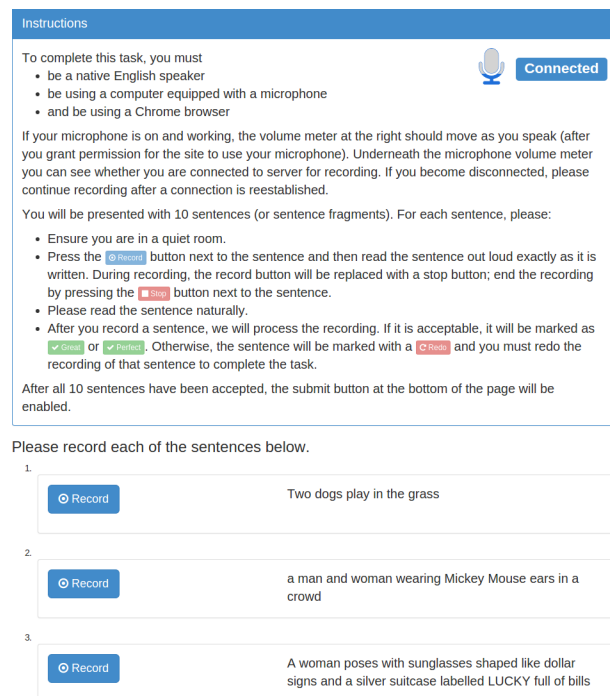 Instructions
To complete this task, you must
Connected
• be a native English speaker
• be using a computer equipped with a microphone
• and be using a Chrome browser
If your microphone is on and working, the volume meter at the right should move as you speak (after
you grant permission for the site to use your microphone). Underneath the microphone volume meter
you can see whether you are connected to server for recording. If you become disconnected, please
continue recording after a connection is reestablished.
You will be presented with 10 sentences (or sentence fragments). For each sentence, please:
• Ensure you are in a quiet room.
• Press the Record button next to the sentence and then read the sentence out loud exactly as it is
written. During recording, the record button will be replaced with a stop button; end the recording
by pressing the Stop button next to the sentence.
• Please read the sentence naturally.
• After you record a sentence, we will process the recording. If it is acceptable, it will be marked as
Great or Perfect. Otherwise, the sentence will be marked with a Redo and you must redo the
recording of that sentence to complete the task.
After all 10 sentences have been accepted, the submit button at the bottom of the page will be
enabled.
Please record each of the sentences below.
1.
Record Two dogs play in the grass
2.
Record a man and woman wearing Mickey Mouse ears in a
crowd
3.
Record A woman poses with sunglasses shaped like dollar
signs and a silver suitcase labelled LUCKY full of bills